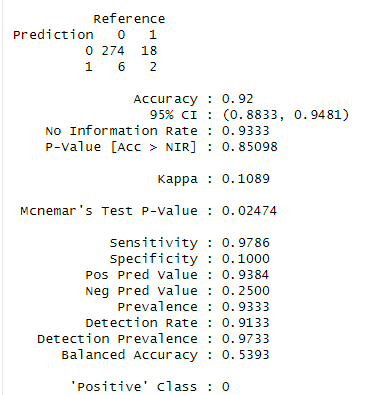 Reference
Prediction 0 1
0 274 18
1 6 2
Accuracy : 0.92
95% CI : (0.8833, 0.9481)
No Information Rate : 0.9333
P-Value [Acc > NIR] : 0.85098
Kappa : 0.1089
Mcnemar's Test P-Value : 0.02474
Sensitivity : 0.9786
Specificity : 0.1000
Pos Pred Value : 0.9384
Neg Pred Value : 0.2500
Prevalence : 0.9333
Detection Rate : 0.9133
Detection Prevalence : 0.9733
Balanced Accuracy : 0.5393
'Positive' Class : 0